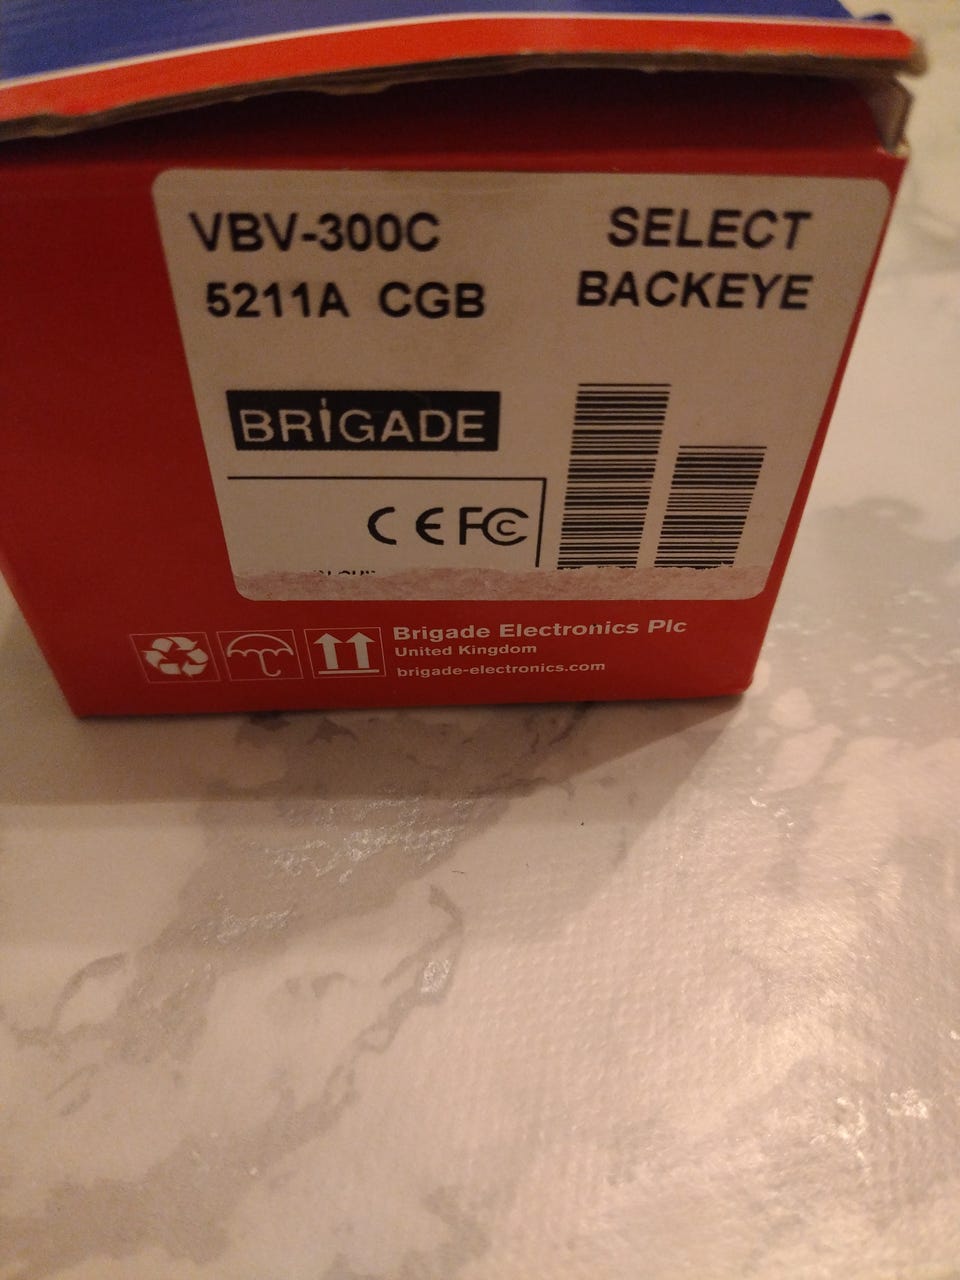 VBV-300C
5211A CGB
SELECT
BACKEYE
BRIGADE
CE FC
Brigade Electronics Plc
United Kingdom
brigade-electronics.com